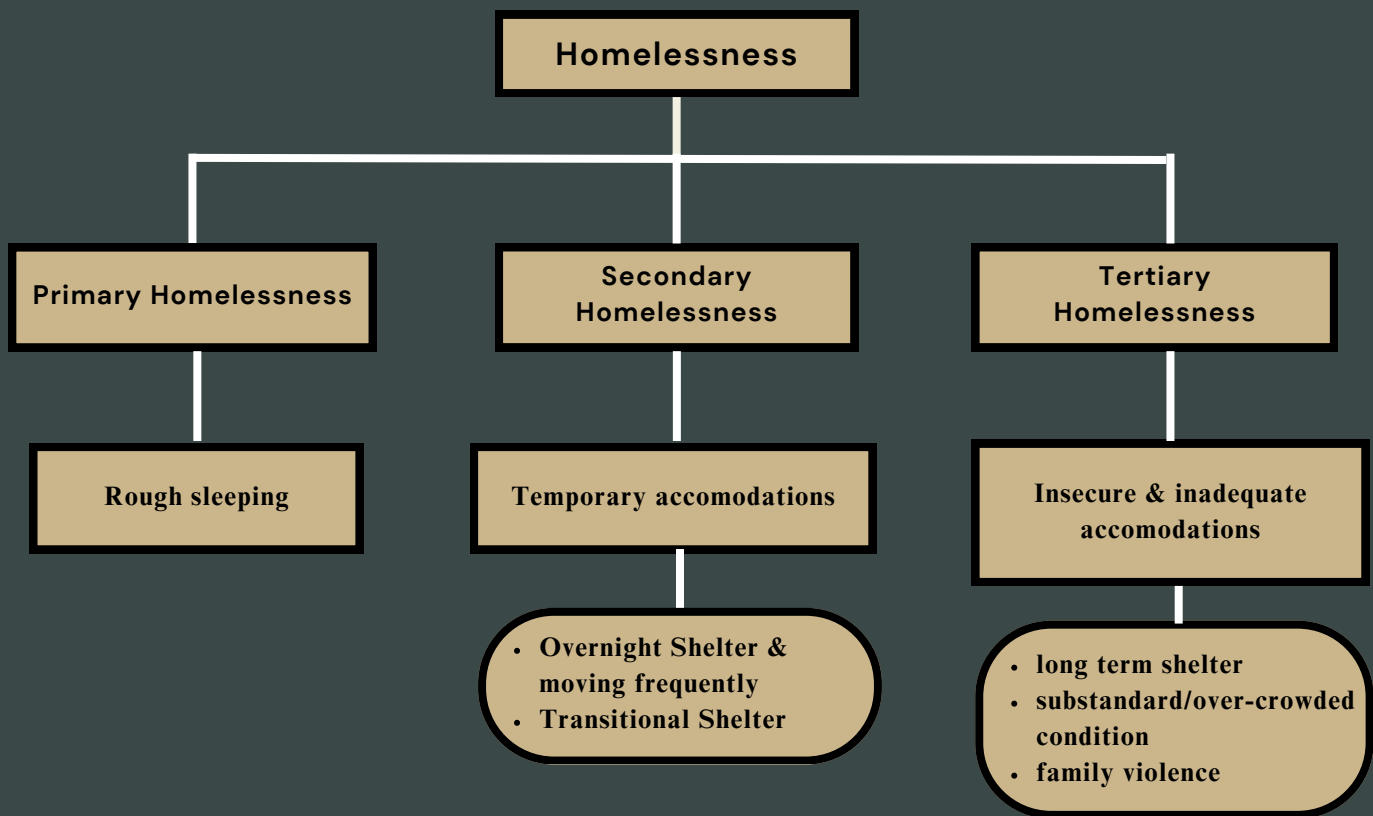 Homelessness
Primary Homelessness
Secondary
Homelessness
Tertiary
Homelessness
Rough sleeping
Temporary accomodations
Insecure & inadequate
accomodations
• Overnight Shelter &
moving frequently
• Transitional Shelter
• long term shelter
• substandard/over-crowded
condition
• family violence